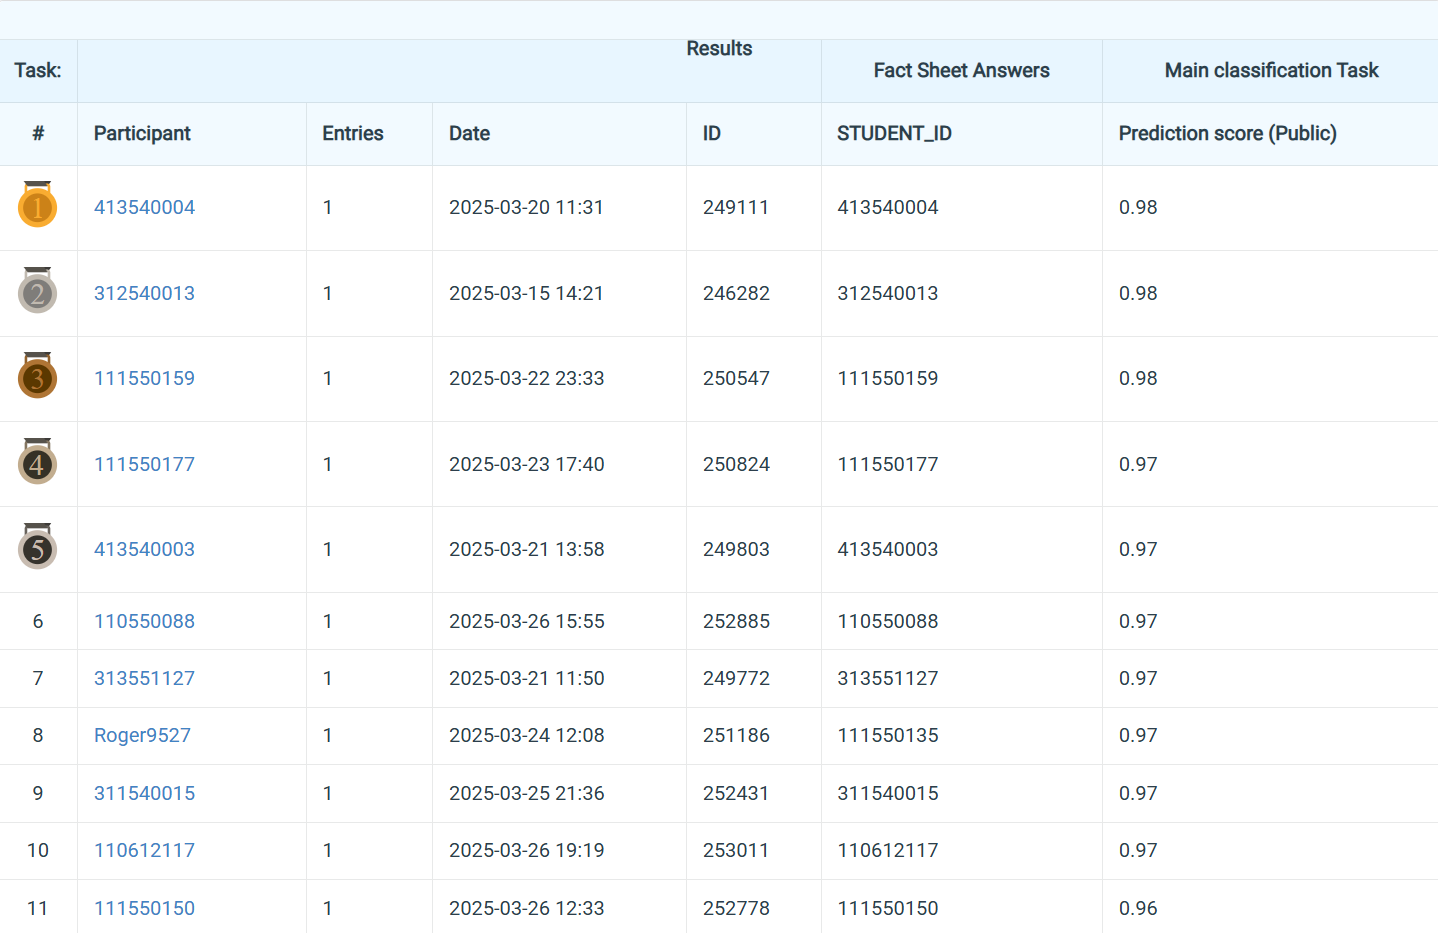 Results
Task: Fact Sheet Answers Main classification Task
# Participant Entries Date ID STUDENT_ID Prediction score (Public)
1 413540004 1 2025-03-20 11:31 249111 413540004 0.98
2 312540013 1 2025-03-15 14:21 246282 312540013 0.98
3 111550159 1 2025-03-22 23:33 250547 111550159 0.98
4 111550177 1 2025-03-23 17:40 250824 111550177 0.97
5 413540003 1 2025-03-21 13:58 249803 413540003 0.97
6 110550088 1 2025-03-26 15:55 252885 110550088 0.97
7 313551127 1 2025-03-21 11:50 249772 313551127 0.97
8 Roger9527 1 2025-03-24 12:08 251186 111550135 0.97
9 311540015 1 2025-03-25 21:36 252431 311540015 0.97
10 110612117 1 2025-03-26 19:19 253011 110612117 0.97
11 111550150 1 2025-03-26 12:33 252778 111550150 0.96